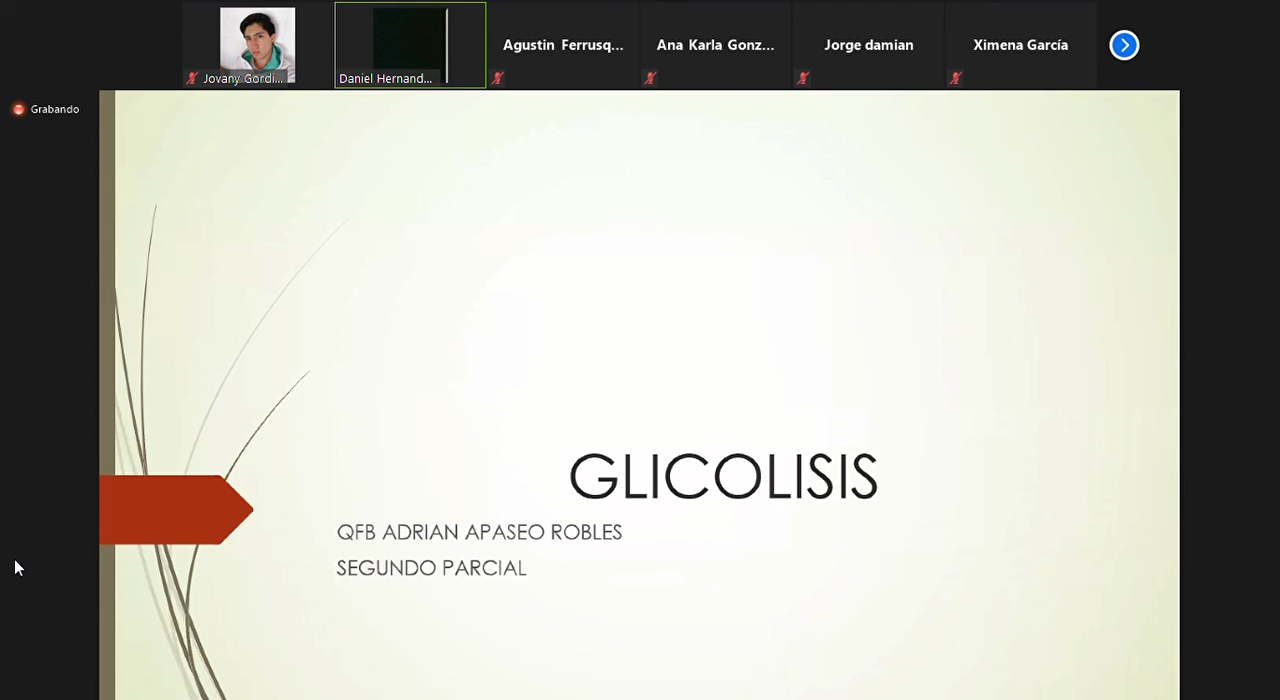 Agustin Ferrusq...
Ana Karla Gonz...
Jorge damian
Ximena García
Jovany Gordi...
Daniel Hernand...
Grabando
GLICOLISIS
QFB ADRIAN APASEO ROBLES
SEGUNDO PARCIAL